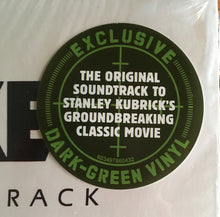 EXCLUSIVE
THE ORIGINAL
SOUNDTRACK TO
STANLEY KUBRICK'S
GROUNDBREAKING
CLASSIC MOVIE
DARK-GREEN VINYL
RACK